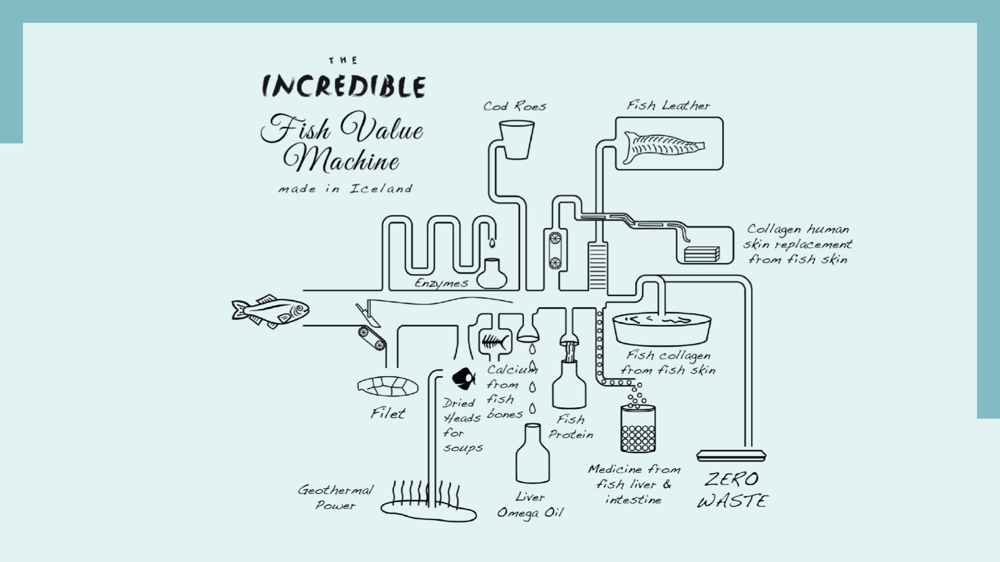 THE
INCREDIBLE
Fish Value
Machine
made in Iceland
Cod Roes
Fish Leather
Collagen human
skin replacement
from fish skin
Enzymes
Fish collagen
from fish skin
Filet
Dried
Heads
for
soups
Calcium
from
fish
bones
Fish
Protein
Medicine from
fish liver &
intestine
ZERO
WASTE
Geothermal
Power
Liver
Omega Oil